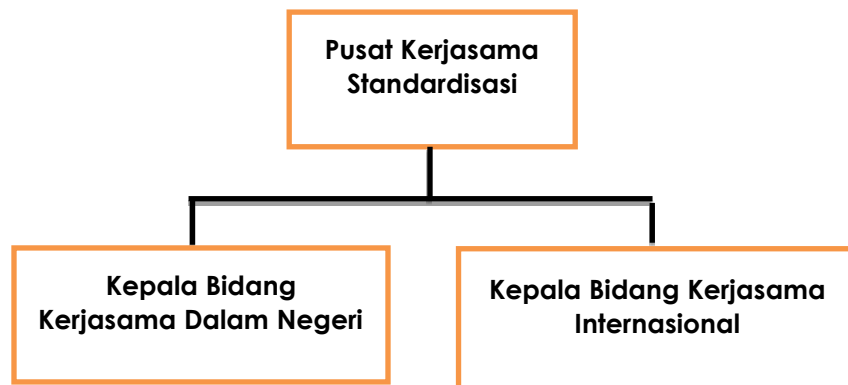 Pusat Kerjasama
Standardisasi
Kepala Bidang
Kerjasama Dalam Negeri
Kepala Bidang Kerjasama
Internasional